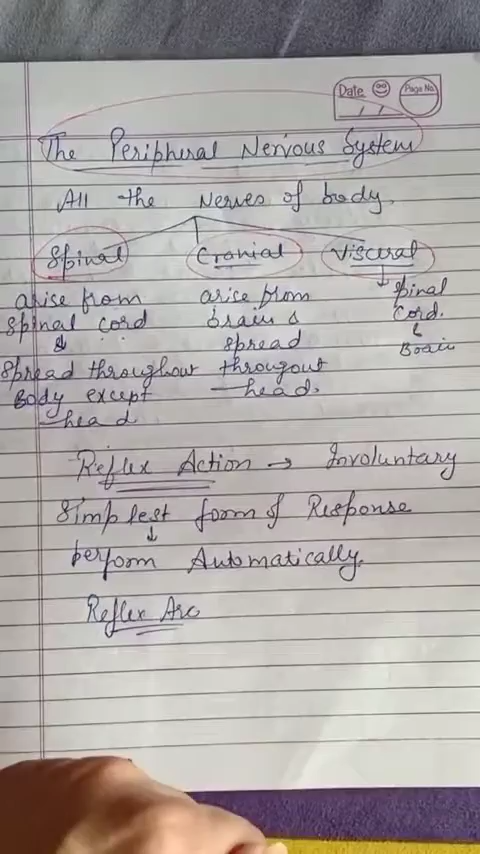 Date
Page No.
The Peripheral Nervous System
All the Nerves of body.
Spinal
Cranial
Visceral
arise from
spinal cord
Spread throughout
Body except
head
arise from
brain &
spread
througout
head.
Spinal
Cord.
&
Brain
Reflex Action → Involuntary
Simplest form of Response
perform Automatically.
Reflex Arc